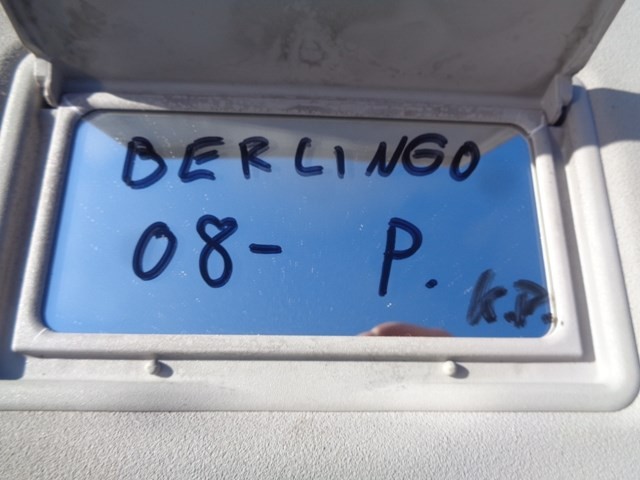 BERLINGO
08- P.
K.P.